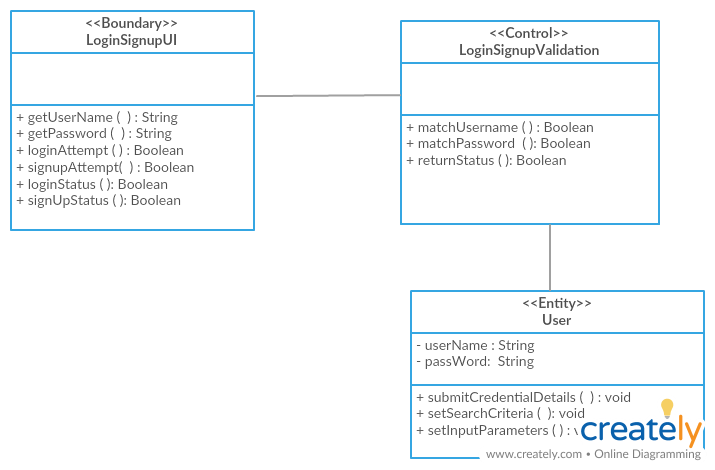 <<Boundary>>
LoginSignupUI
+ getUserName ( ) : String
+ getPassword ( ) : String
+ loginAttempt ( ) : Boolean
+ signupAttempt( ) : Boolean
+ loginStatus ( ): Boolean
+ signUpStatus ( ): Boolean
<<Control>>
LoginSignupValidation
+ matchUsername ( ) : Boolean
+ matchPassword ( ): Boolean
+ returnStatus ( ): Boolean
<<Entity>>
User
- userName : String
- passWord: String
+ submitCredentialDetails ( ) : void
+ setSearchCriteria ( ): void
+ setInputParameters ( ) :
creately
www.creately.com • Online Diagramming